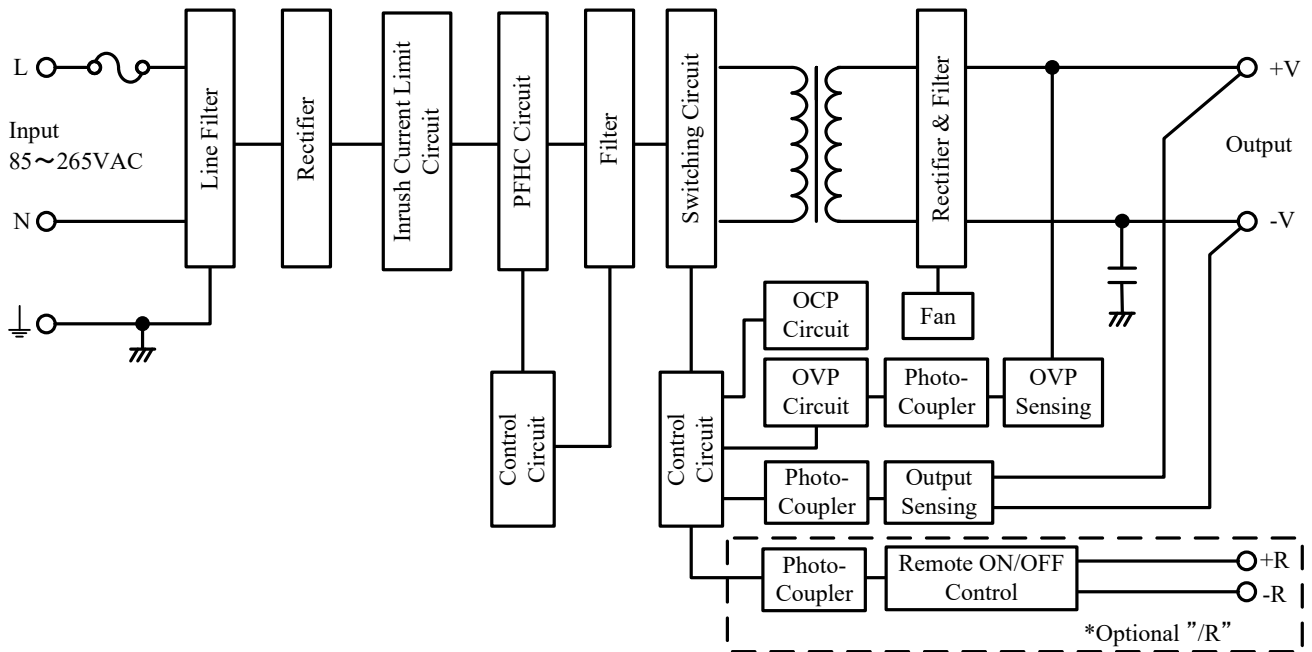 L
Input
85～265VAC
N
Line Filter
Rectifier
Inrush Current Limit
Circuit
PFHC Circuit
Filter
Switching Circuit
Rectifier & Filter
Fan
+V
Output
-V
Control
Circuit
Control
Circuit
OCP
Circuit
OVP
Circuit
Photo-
Coupler
OVP
Sensing
Photo-
Coupler
Output
Sensing
Photo-
Coupler
Remote ON/OFF
Control
+R
-R
*Optional ”/R”